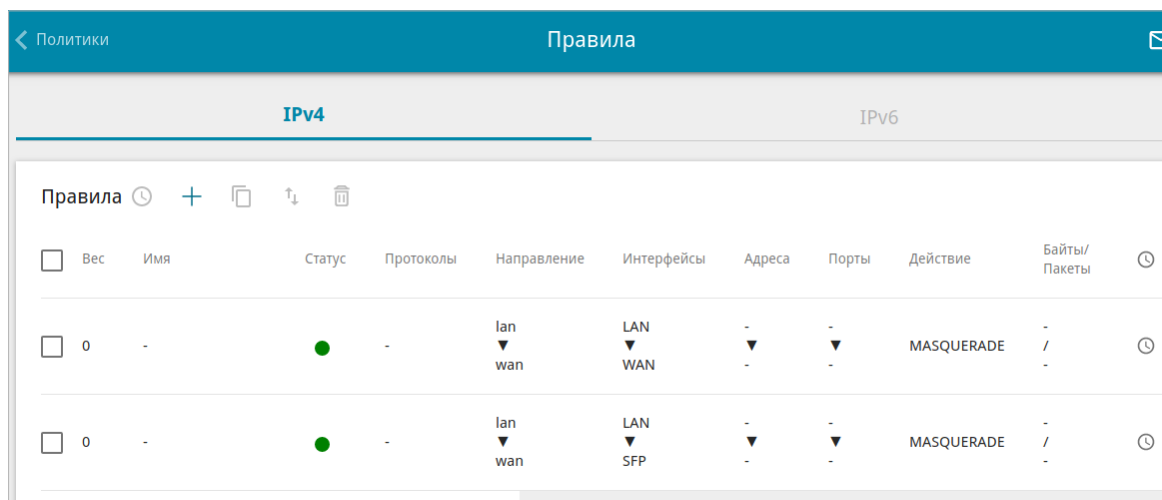 Политики
Правила
IPv4
IPv6
Правила
Вес Имя Статус Протоколы Направление Интерфейсы Адреса Порты Действие Байты/
Пакеты
0 - - lan LAN - - MASQUERADE -
▼ ▼ ▼ ▼ /
wan WAN - - -
0 - - lan LAN - - MASQUERADE -
▼ ▼ ▼ ▼ /
wan SFP - - -